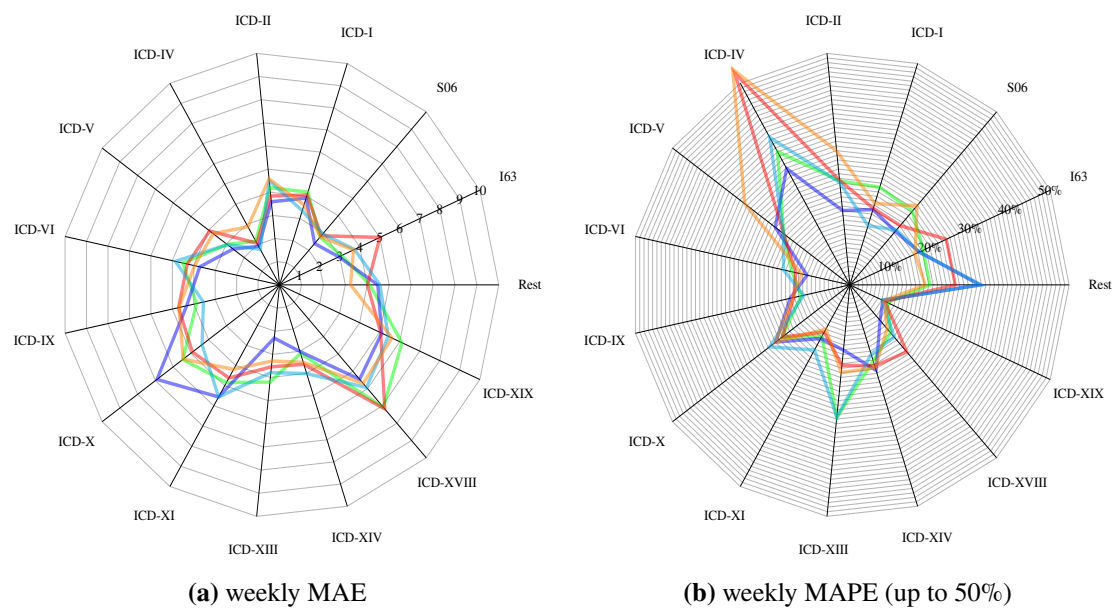 ICD-II
ICD-I
ICD-IV
S06
ICD-V
I63
10
9
8
7
6
5
4
3
2
1
ICD-VI
Rest
ICD-IX
ICD-XIX
ICD-X
ICD-XVIII
ICD-XI
ICD-XIV
ICD-XIII
(a) weekly MAE
ICD-II
ICD-I
ICD-IV
S06
ICD-V
I63
50%
40%
30%
20%
10%
ICD-VI
Rest
ICD-IX
ICD-XIX
ICD-X
ICD-XVIII
ICD-XI
ICD-XIV
ICD-XIII
(b) weekly MAPE (up to 50%)